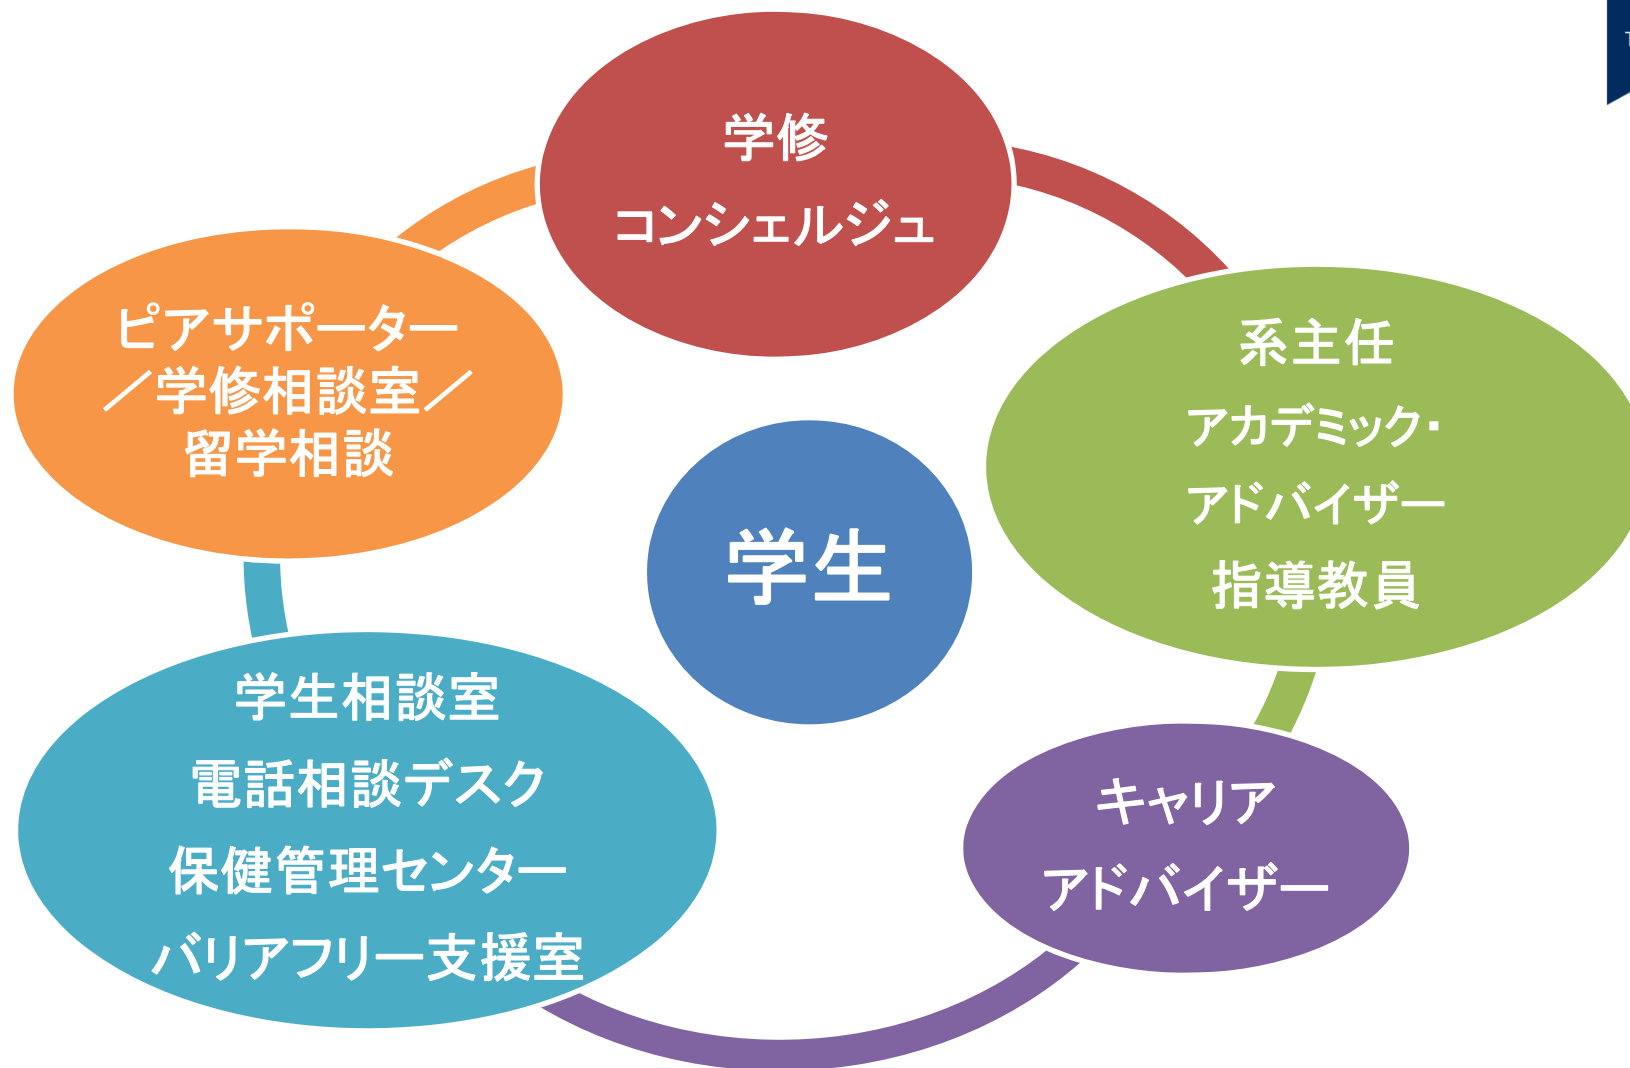 学修
コンシェルジュ
ピアサポーター
／学修相談室／
留学相談
系主任
アカデミック・
アドバイザー
指導教員
学生
学生相談室
電話相談デスク
保健管理センター
バリアフリー支援室
キャリア
アドバイザー